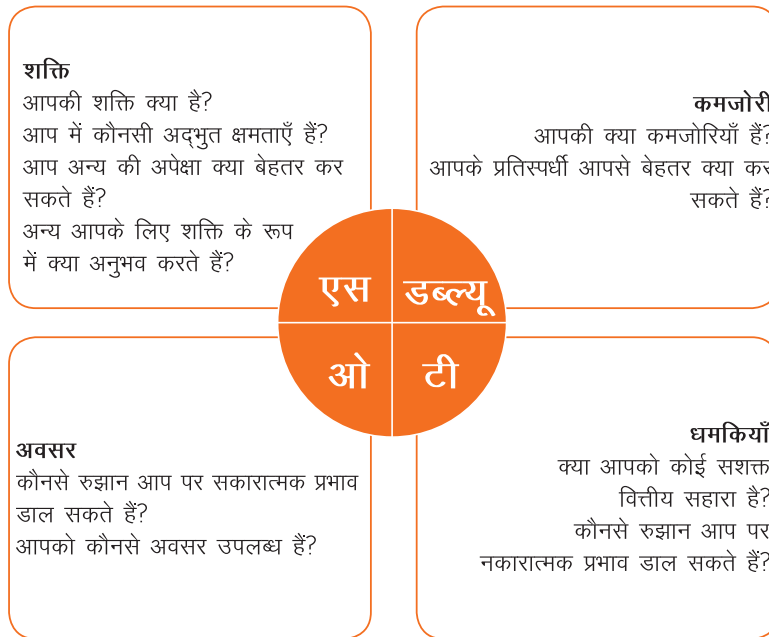 शक्ति
आपकी शक्ति क्या है?
आप में कौनसी अद्भुत क्षमताएँ हैं?
आप अन्य की अपेक्षा क्या बेहतर कर
सकते हैं?
अन्य आपके लिए शक्ति के रूप
में क्या अनुभव करते हैं?
कमजोरी
आपकी क्या कमजोरियाँ हैं?
आपके प्रतिस्पर्धी आपसे बेहतर क्या कर
सकते हैं?
एस
डब्ल्यू
ओ
टी
अवसर
कौनसे रुझान आप पर सकारात्मक प्रभाव
डाल सकते हैं?
आपको कौनसे अवसर उपलब्ध हैं?
धमकियाँ
क्या आपको कोई सशक्त
वित्तीय सहारा है?
कौनसे रुझान आप पर
नकारात्मक प्रभाव डाल सकते हैं?